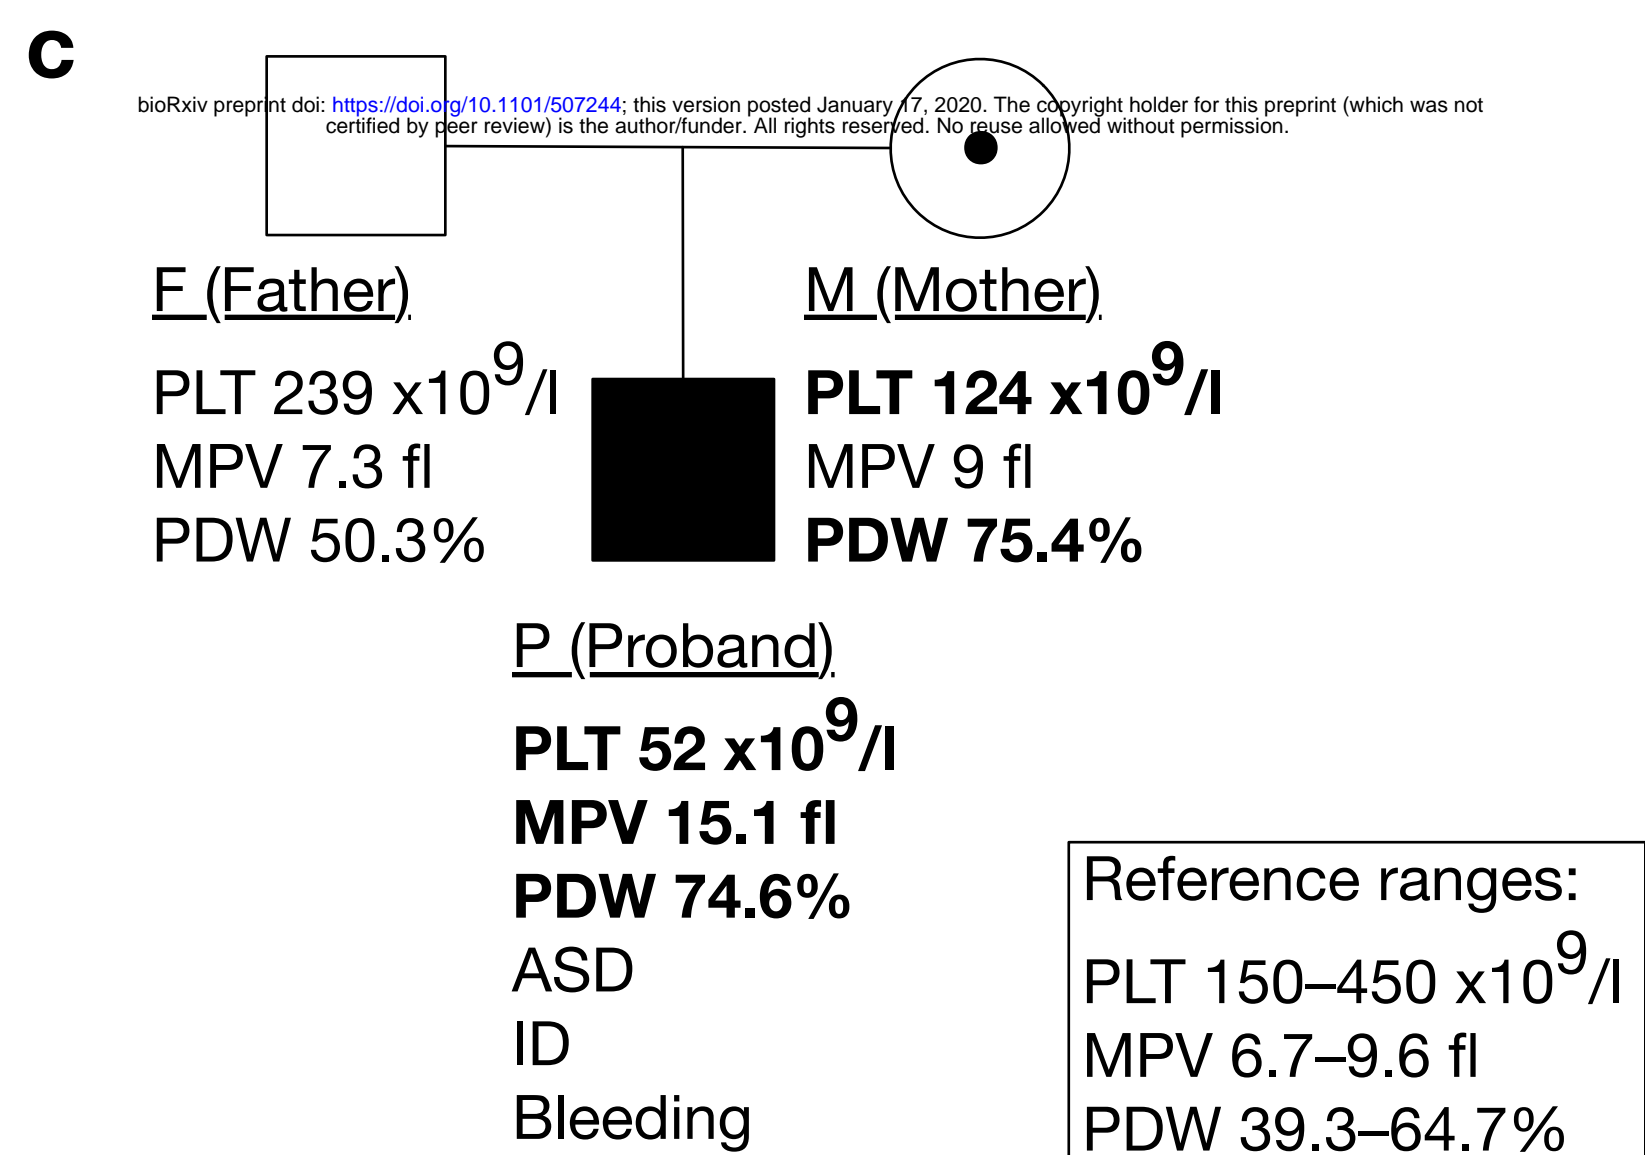 c
bioRxiv preprint doi: https://doi.org/10.1101/507244; this version posted January 17, 2020. The copyright holder for this preprint (which was not
certified by peer review) is the author/funder. All rights reserved. No reuse allowed without permission.
F (Father)
PLT 239 x10⁹/l
MPV 7.3 fl
PDW 50.3%
M (Mother)
PLT 124 x10⁹/l
MPV 9 fl
PDW 75.4%
P (Proband)
PLT 52 x10⁹/l
MPV 15.1 fl
PDW 74.6%
ASD
ID
Bleeding
Reference ranges:
PLT 150–450 x10⁹/l
MPV 6.7–9.6 fl
PDW 39.3–64.7%